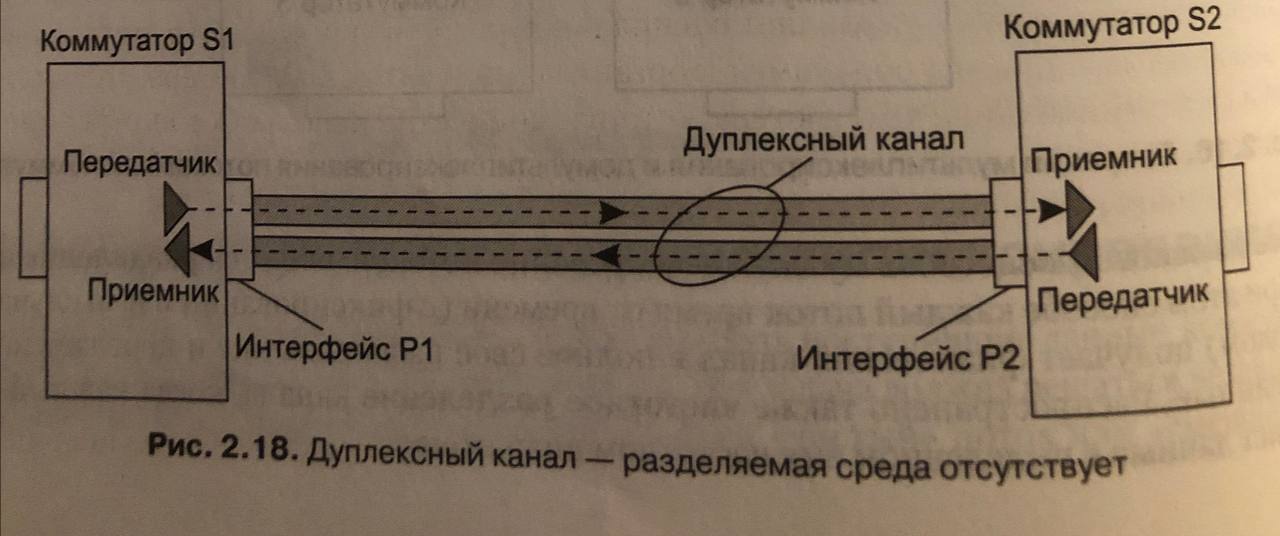 Коммутатор S1
Коммутатор S2
Дуплексный канал
Передатчик
Приемник
Приемник
Передатчик
Интерфейс P1
Интерфейс P2
Рис. 2.18. Дуплексный канал — разделяемая среда отсутствует